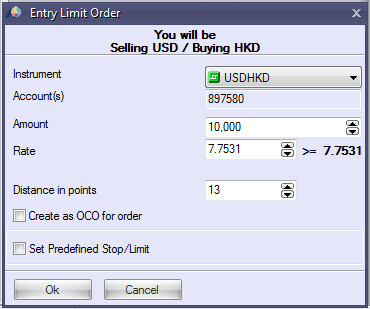 Entry Limit Order
You will be
Selling USD / Buying HKD
Instrument USDHKD
Account(s) 897580
Amount 10,000
Rate 7.7531 >= 7.7531
Distance in points 13
Create as OCO for order
Set Predefined Stop/Limit
Ok Cancel